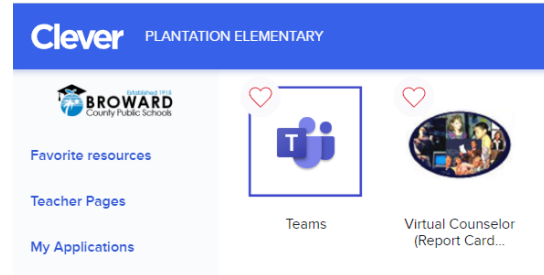 Clever PLANTATION ELEMENTARY
Established 1915
BROWARD
County Public Schools
Favorite resources
Teacher Pages
My Applications
T
Teams
Virtual Counselor
(Report Card...